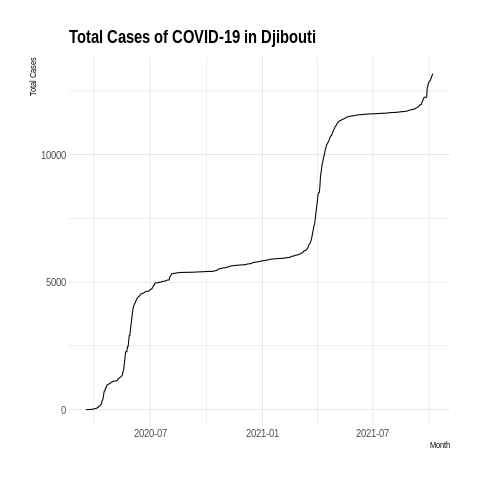 Total Cases of COVID-19 in Djibouti
Total Cases
10000
5000
0
2020-07
2021-01
2021-07
Month